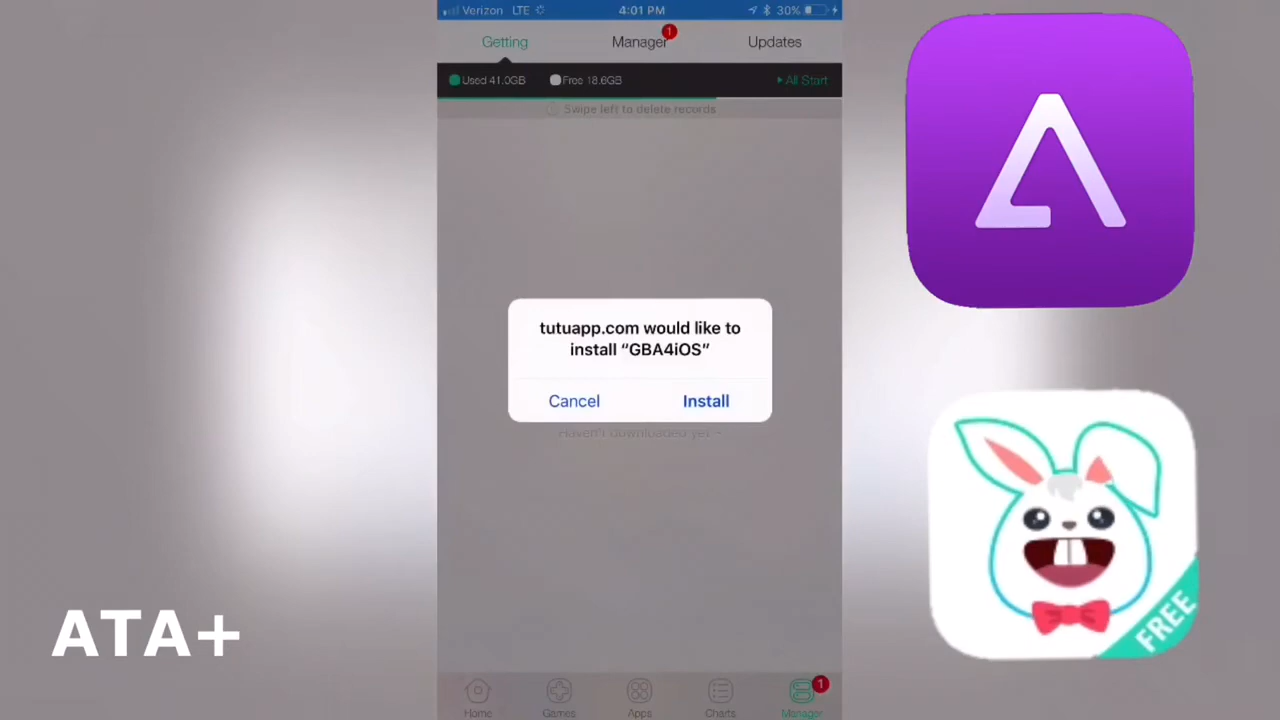 Verizon LTE 4:01 PM 30%
Getting Manager 1 Updates
Used 41.0GB Free 18.6GB All Start
Swipe left to delete records
tutuapp.com would like to
install “GBA4iOS”
Cancel Install
Haven't downloaded yet ~
FREE
ATA+
1
Home Games Apps Charts Manager